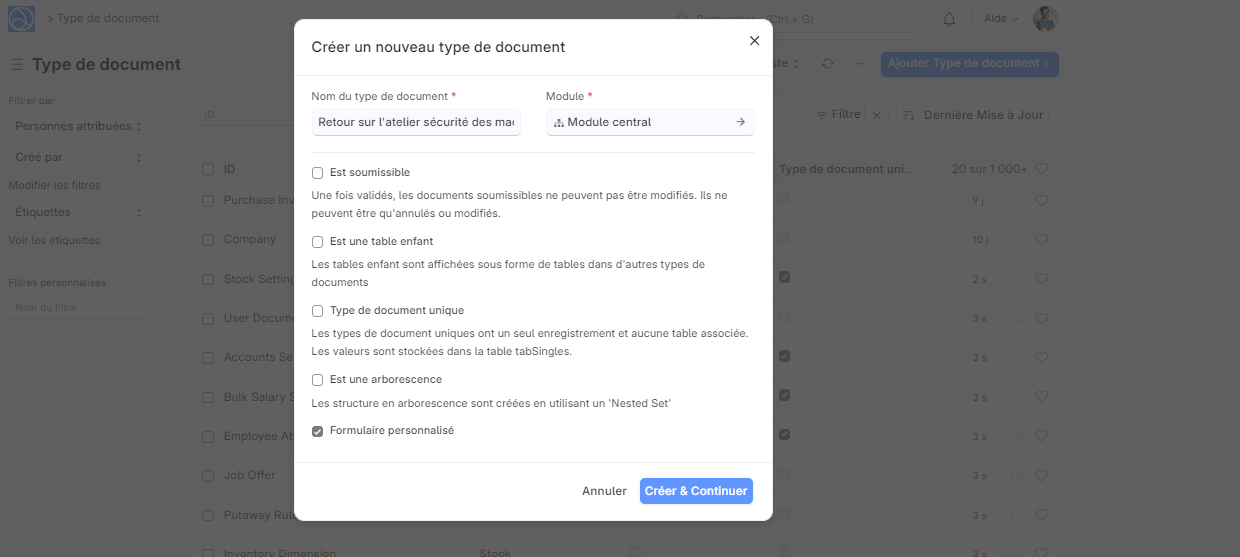 Type de document
Rechercher (Ctrl + G)
Aide
Type de document
Ajouter Type de document
Filtrer par
Personnes attribuées
Créé par
Modifier les filtres
Étiquettes
Voir les étiquettes
Filtres personnalisés
Nom du filtre
ID
Filtre
Dernière Mise à Jour
ID
Type de document uni...
20 sur 1 000+
Purchase Inv
9 j
Company
10 j
Stock Setting
2 s
User Docum
3 s
Accounts Se
3 s
Bulk Salary S
3 s
Employee Att
3 s
Job Offer
3 s
Putaway Rul
3 s
Inventory Dimension
Stock
3 s
Créer un nouveau type de document
Nom du type de document *
Module *
Retour sur l'atelier sécurité des mac
Module central
Est soumissible
Une fois validés, les documents soumissibles ne peuvent pas être modifiés. Ils ne
peuvent être qu'annulés ou modifiés.
Est une table enfant
Les tables enfant sont affichées sous forme de tables dans d'autres types de
documents
Type de document unique
Les types de document uniques ont un seul enregistrement et aucune table associée.
Les valeurs sont stockées dans la table tabSingles.
Est une arborescence
Les structure en arborescence sont créées en utilisant un 'Nested Set'
Formulaire personnalisé
Annuler
Créer & Continuer